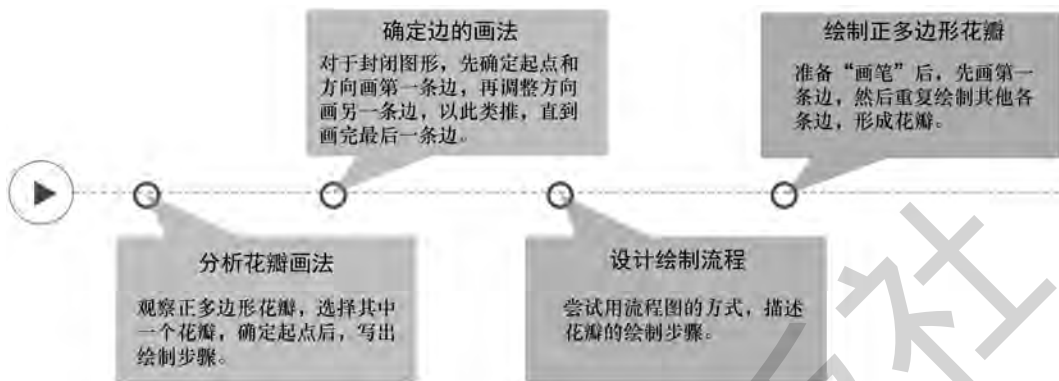 确定边的画法
对于封闭图形，先确定起点和
方向画第一条边，再调整方向
画另一条边，以此类推，直到
画完最后一条边。
绘制正多边形花瓣
准备“画笔”后，先画第一
条边，然后重复绘制其他各
条边，形成花瓣。
分析花瓣画法
观察正多边形花瓣，选择其中
一个花瓣，确定起点后，写出
绘制步骤。
设计绘制流程
尝试用流程图的方式，描述
花瓣的绘制步骤。
社